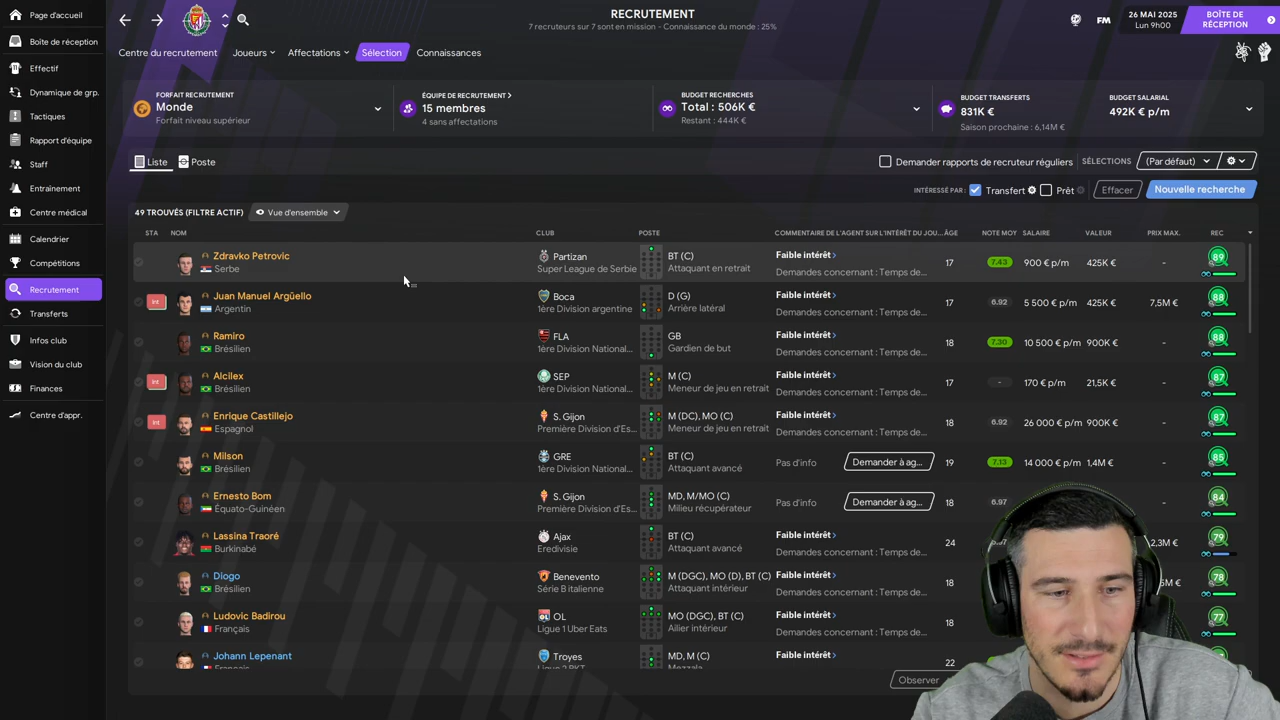 Page d'accueil
Boîte de réception
Effectif
Dynamique de grp.
Tactiques
Rapport d'équipe
Staff
Entraînement
Centre médical
Calendrier
Compétitions
Recrutement
Transferts
Infos club
Vision du club
Finances
Centre d'appr.
RECRUTEMENT
7 recruteurs sur 7 sont en mission - Connaissance du monde : 25%
FM
26 MAI 2025
Lun 9h00
BOÎTE DE RÉCEPTION
Centre du recrutement Joueurs Affectations Sélection Connaissances
FORFAIT RECRUTEMENT
Monde
Forfait niveau supérieur
ÉQUIPE DE RECRUTEMENT
15 membres
4 sans affectations
BUDGET RECHERCHES
Total : 506K €
Restant : 444K €
BUDGET TRANSFERTS
831K €
Saison prochaine : 6,14M €
BUDGET SALARIAL
492K € p/m
Liste Poste
Demander rapports de recruteur réguliers SÉLECTIONS (Par défaut)
INTÉRESSÉ PAR : Transfert Prêt Effacer Nouvelle recherche
49 TROUVÉS (FILTRE ACTIF) Vue d'ensemble
STA NOM CLUB POSTE COMMENTAIRE DE L'AGENT SUR L'INTÉRÊT DU JOU... ÂGE NOTE MOY SALAIRE VALEUR PRIX MAX. REC
Zdravko Petrovic Partizan BT (C) Faible intérêt 17 7.43 900 € p/m 425K € - 89
Serbe Super League de Serbie Attaquant en retrait Demandes concernant : Temps de...
Int Juan Manuel Argüello Boca D (G) Faible intérêt 17 6.92 5 500 € p/m 425K € 7,5M € 88
Argentin 1ère Division argentine Arrière latéral Demandes concernant : Temps de...
Ramiro FLA GB Faible intérêt 18 7.30 10 500 € p/m 900K € - 88
Brésilien 1ère Division National... Gardien de but Demandes concernant : Temps de...
Int Alcilex SEP M (C) Faible intérêt 17 - 170 € p/m 21,5K € - 87
Brésilien 1ère Division National... Meneur de jeu en retrait Demandes concernant : Temps de...
Int Enrique Castillejo S. Gijon M (DC), MO (C) Faible intérêt 18 6.92 26 000 € p/m 900K € - 87
Espagnol Première Division d'Es... Meneur de jeu en retrait Demandes concernant : Temps de...
Milson GRE BT (C) Pas d'info Demander à ag... 19 7.13 14 000 € p/m 1,4M € - 85
Brésilien 1ère Division National... Attaquant avancé
Ernesto Bom S. Gijon MD, M/MO (C) Pas d'info Demander à ag... 18 6.97 84
Équato-Guinéen Première Division d'Es... Milieu récupérateur
Lassina Traoré Ajax BT (C) Faible intérêt 24 2,3M € 79
Burkinabé Eredivisie Attaquant avancé Demandes concernant : Temps de...
Diogo Benevento M (DGC), MO (D), BT (C) Faible intérêt 18 78
Brésilien Série B italienne Attaquant intérieur Demandes concernant : Temps de...
Ludovic Badirou OL MO (DGC), BT (C) Faible intérêt 18 77
Français Ligue 1 Uber Eats Ailier intérieur Demandes concernant : Temps de...
Johann Lepenant Troyes MD, M (C) Faible intérêt 22
Français Ligue 2 BKT Mezzala
Observer